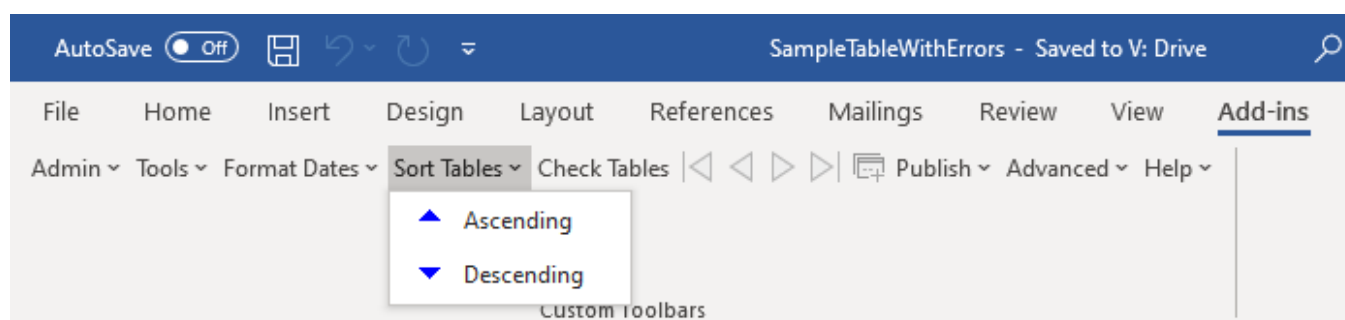 AutoSave Off SampleTableWithErrors - Saved to V: Drive
File Home Insert Design Layout References Mailings Review View Add-ins
Admin Tools Format Dates Sort Tables Check Tables Publish Advanced Help
Ascending
Descending
Custom Toolbars